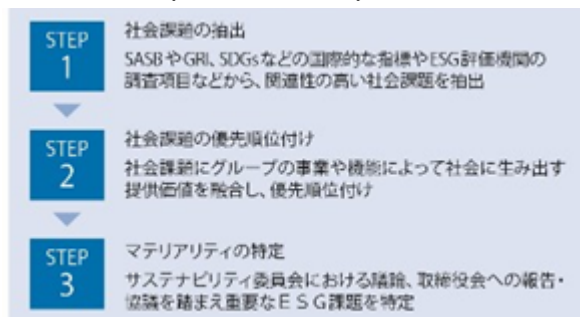 STEP
1
社会課題の抽出
SASBやGRI、SDGsなどの国際的な指標やESG評価機関の
調査項目などから、関連性の高い社会課題を抽出
STEP
2
社会課題の優先順位付け
社会課題にグループの事業や機能によって社会に生み出す
提供価値を融合し、優先順位付け
STEP
3
マテリアリティの特定
サステナビリティ委員会における議論、取締役会への報告・
協議を踏まえ重要なＥＳＧ課題を特定